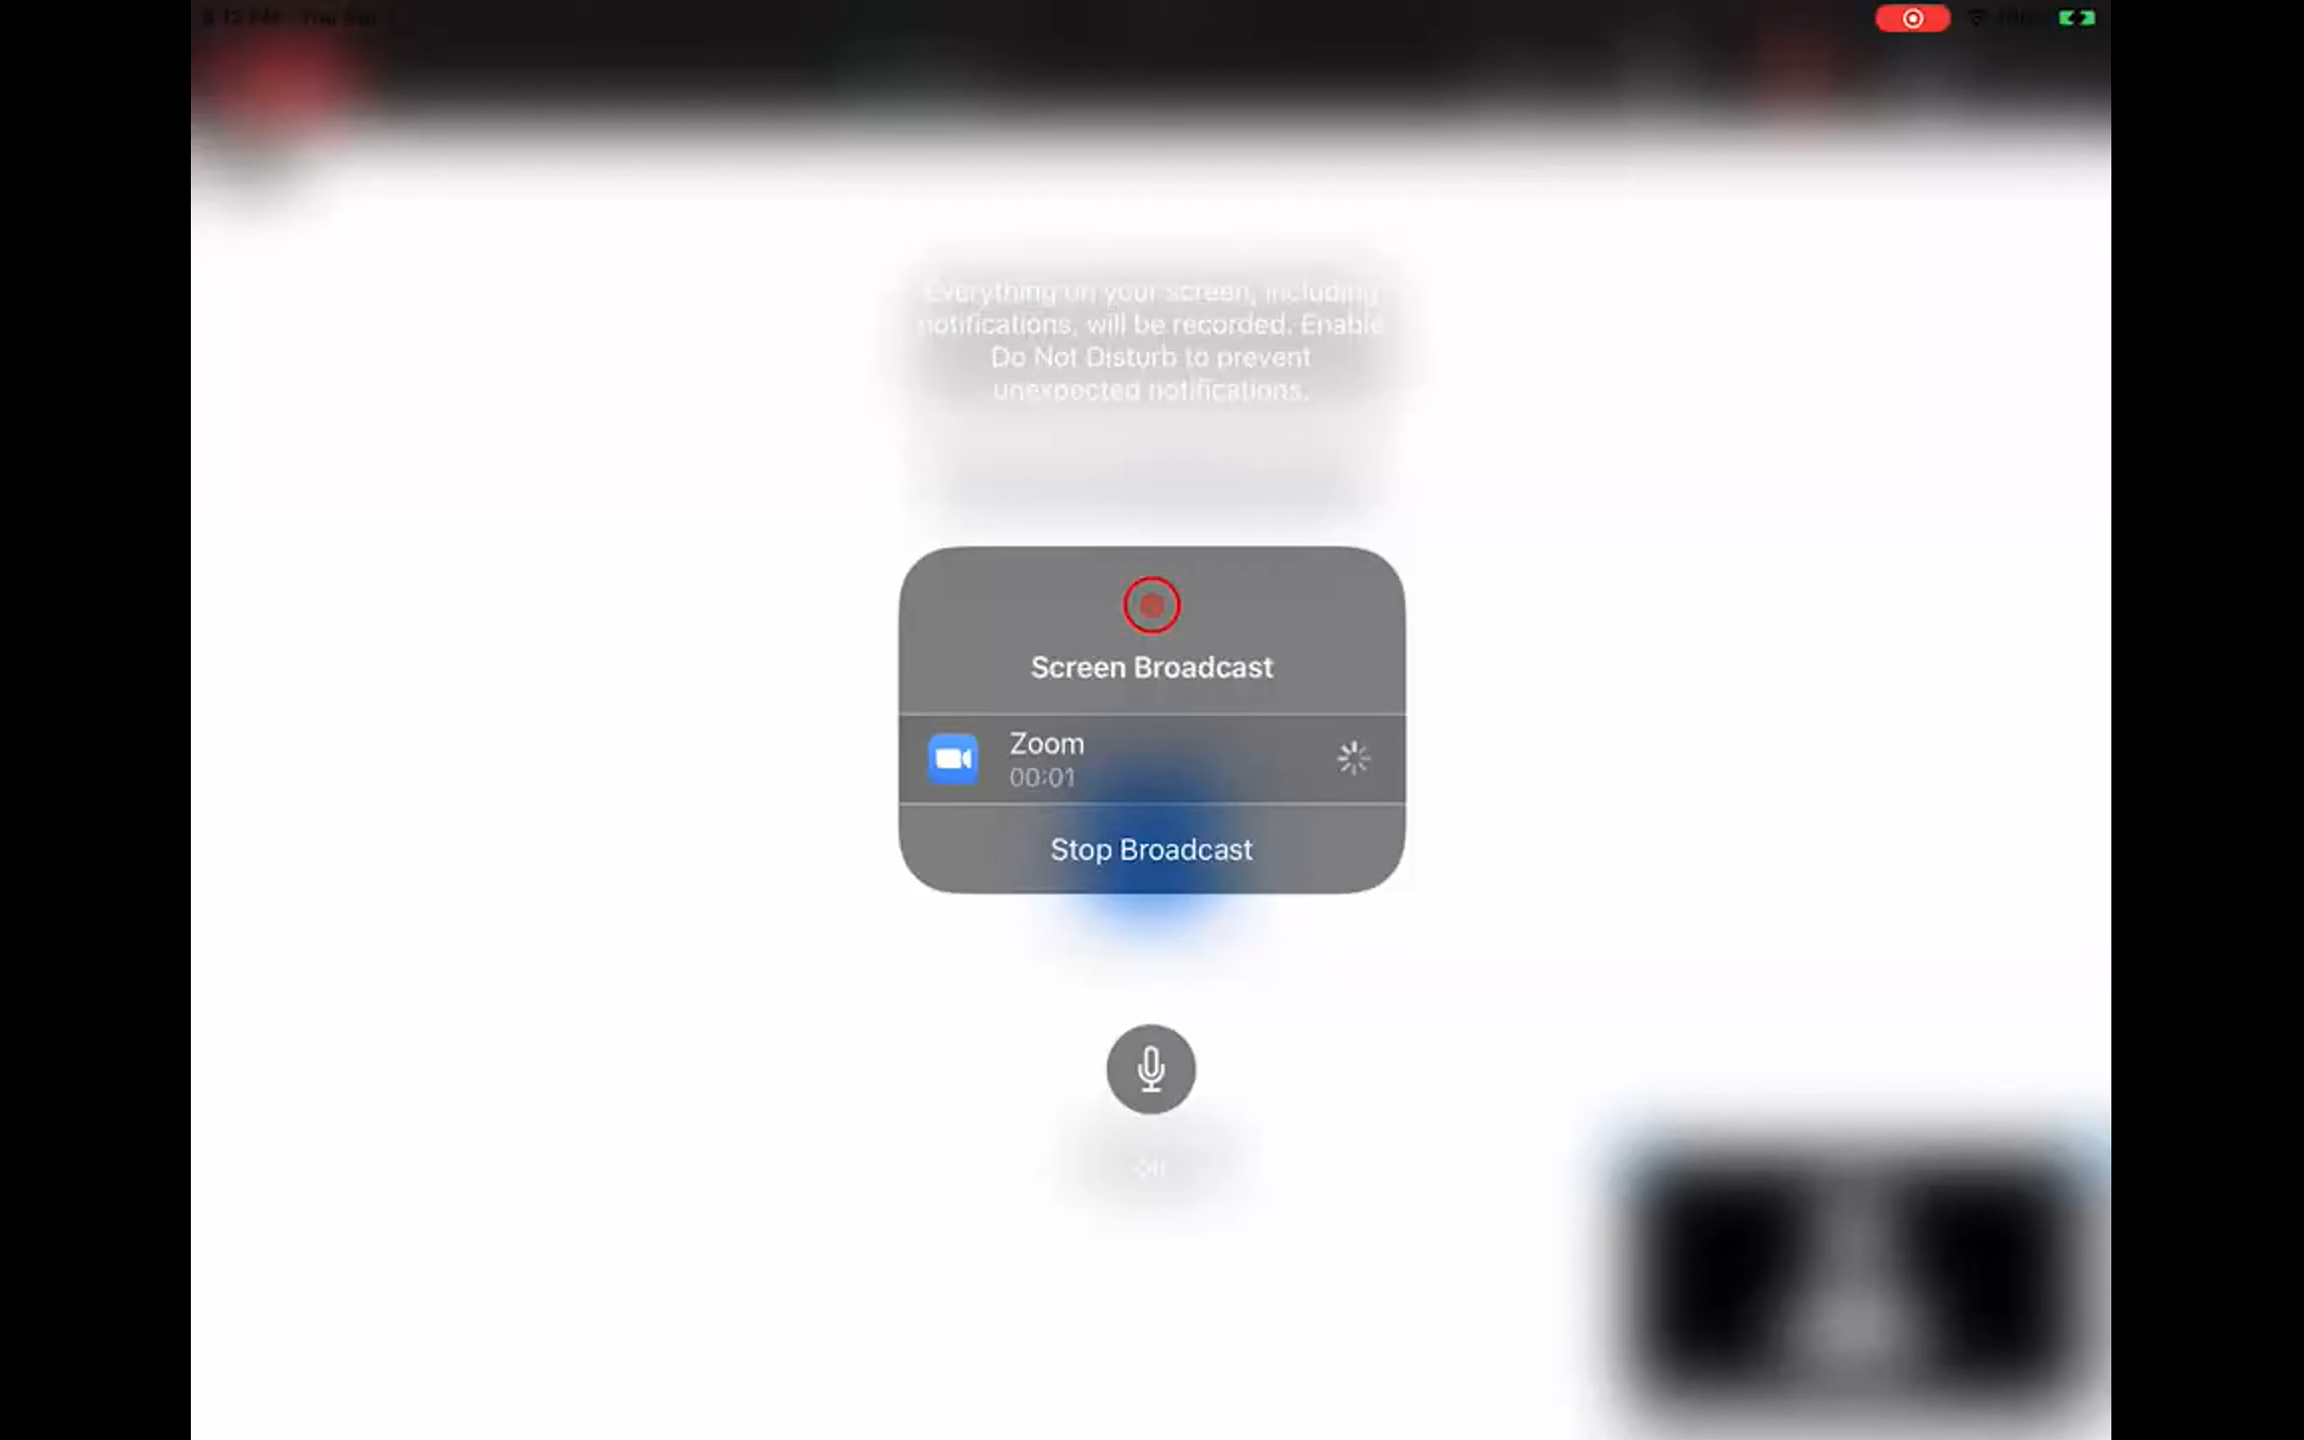 Everything on your screen, including
notifications, will be recorded. Enable
Do Not Disturb to prevent
unexpected notifications.
Screen Broadcast
Zoom
00:01
Stop Broadcast